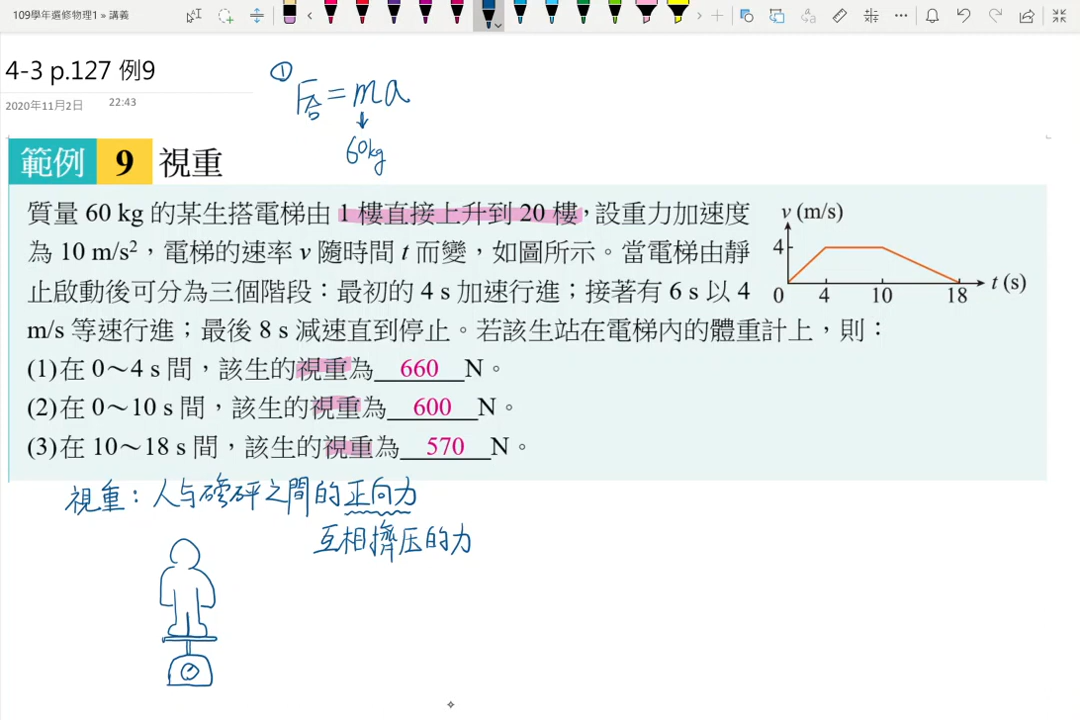 109學年選修物理1 » 講義
4-3 p.127 例9
2020年11月2日 22:43
① F合 = ma
60kg
範例 9 視重
質量 60 kg 的某生搭電梯由 1 樓直接上升到 20 樓，設重力加速度
為 10 m/s²，電梯的速率 v 隨時間 t 而變，如圖所示。當電梯由靜
止啟動後可分為三個階段：最初的 4 s 加速行進；接著有 6 s 以 4
m/s 等速行進；最後 8 s 減速直到停止。若該生站在電梯內的體重計上，則：
v (m/s)
4
0 4 10 18 t (s)
(1)在 0～4 s 間，該生的視重為 660 N。
(2)在 0～10 s 間，該生的視重為 600 N。
(3)在 10～18 s 間，該生的視重為 570 N。
視重：人与磅砰之間的正向力
互相擠压的力